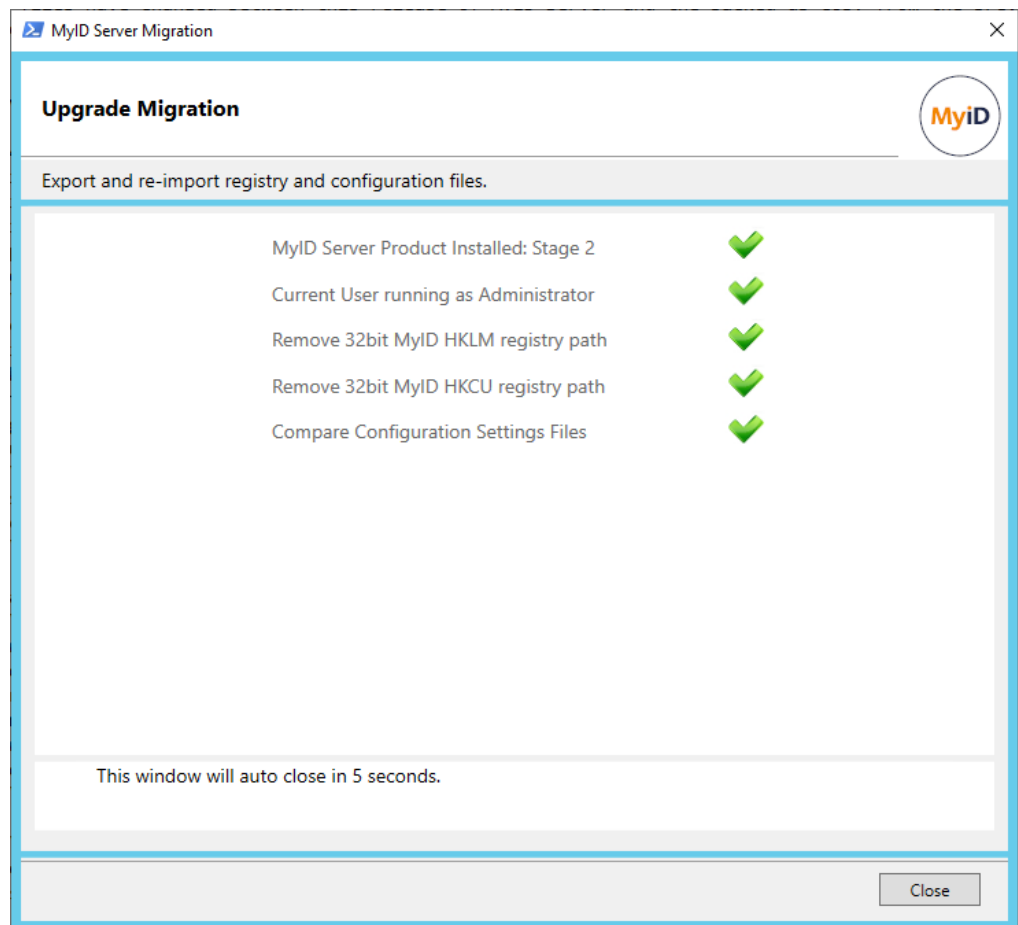 MyID Server Migration
Upgrade Migration
MyiD
Export and re-import registry and configuration files.
MyID Server Product Installed: Stage 2
Current User running as Administrator
Remove 32bit MyID HKLM registry path
Remove 32bit MyID HKCU registry path
Compare Configuration Settings Files
This window will auto close in 5 seconds.
Close